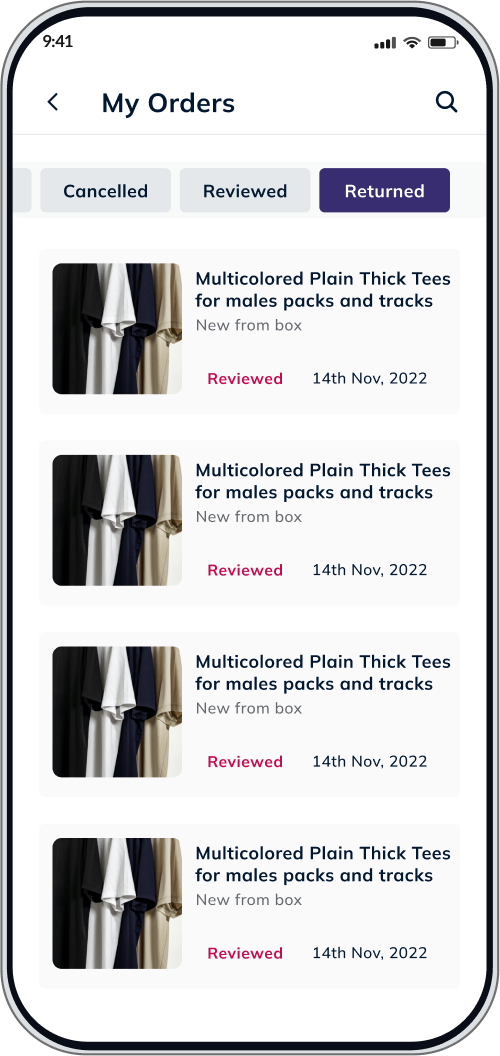 9:41
My Orders
Cancelled Reviewed Returned
Multicolored Plain Thick Tees
for males packs and tracks
New from box
Reviewed 14th Nov, 2022
Multicolored Plain Thick Tees
for males packs and tracks
New from box
Reviewed 14th Nov, 2022
Multicolored Plain Thick Tees
for males packs and tracks
New from box
Reviewed 14th Nov, 2022
Multicolored Plain Thick Tees
for males packs and tracks
New from box
Reviewed 14th Nov, 2022